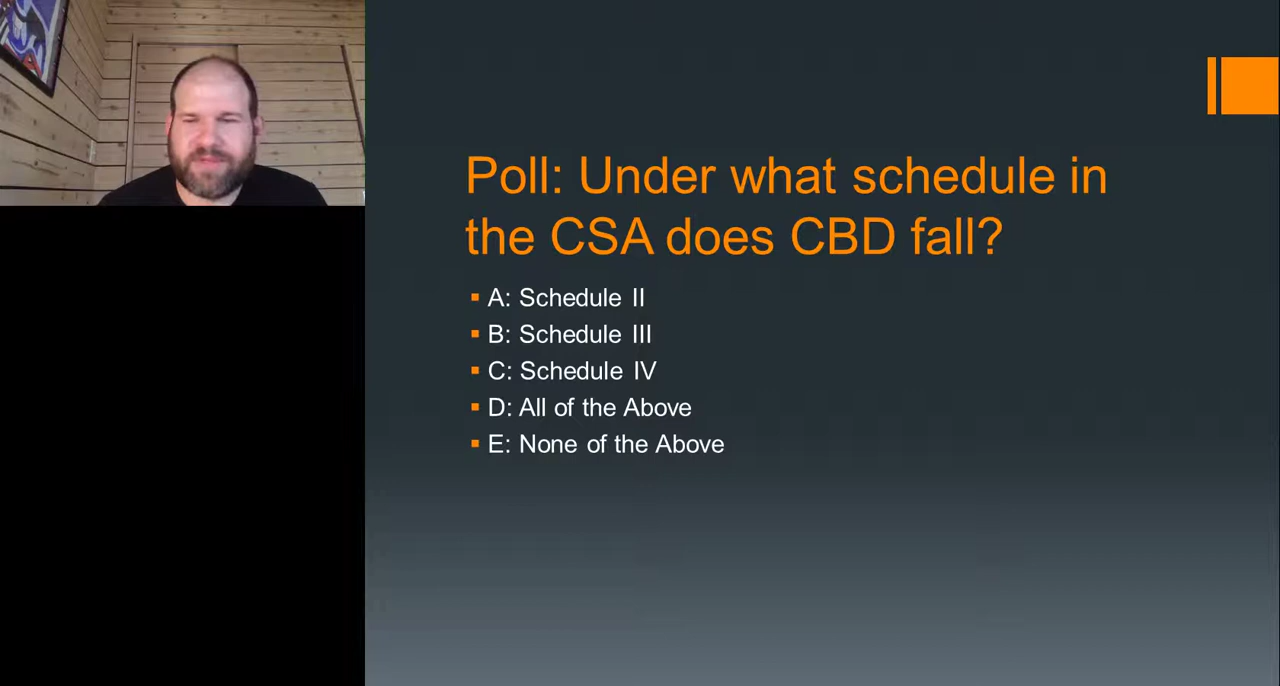 Poll: Under what schedule in
the CSA does CBD fall?
A: Schedule II
B: Schedule III
C: Schedule IV
D: All of the Above
E: None of the Above